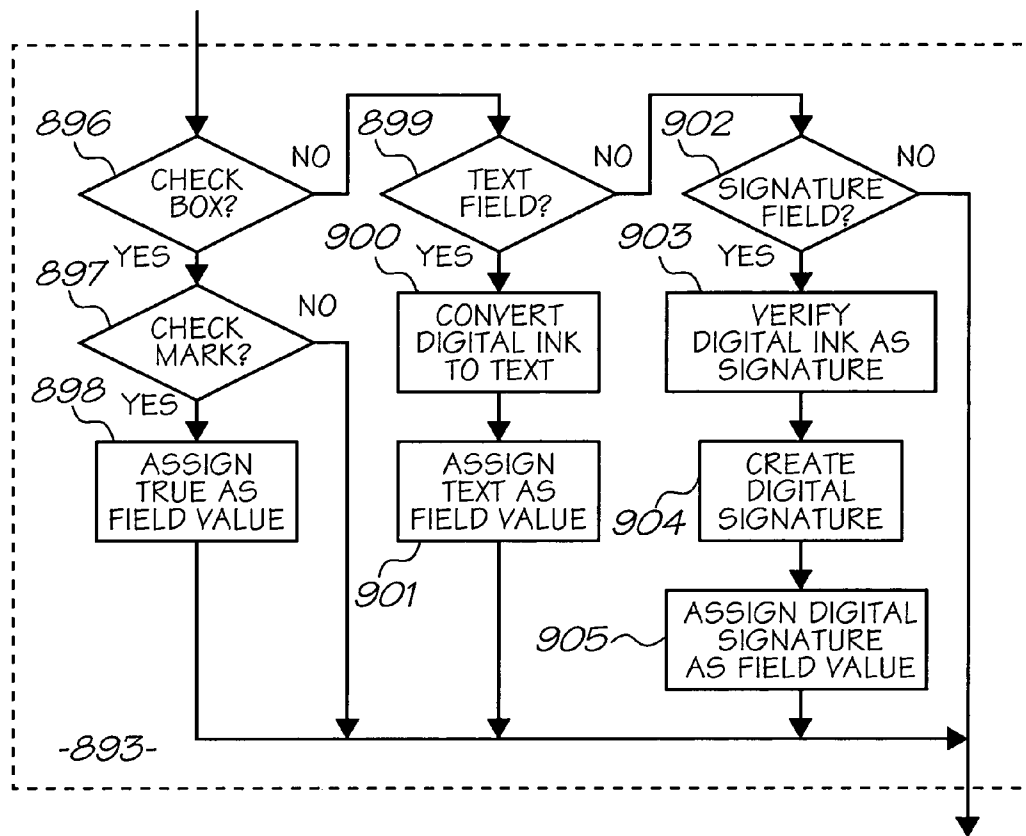 896
CHECK
BOX?
NO
YES
897
CHECK
MARK?
NO
YES
898
ASSIGN
TRUE AS
FIELD VALUE
899
TEXT
FIELD?
NO
YES
900
CONVERT
DIGITAL INK
TO TEXT
ASSIGN
TEXT AS
FIELD VALUE
901
902
SIGNATURE
FIELD?
NO
YES
903
VERIFY
DIGITAL INK AS
SIGNATURE
CREATE
DIGITAL
SIGNATURE
904
ASSIGN DIGITAL
SIGNATURE
AS FIELD VALUE
905
-893-